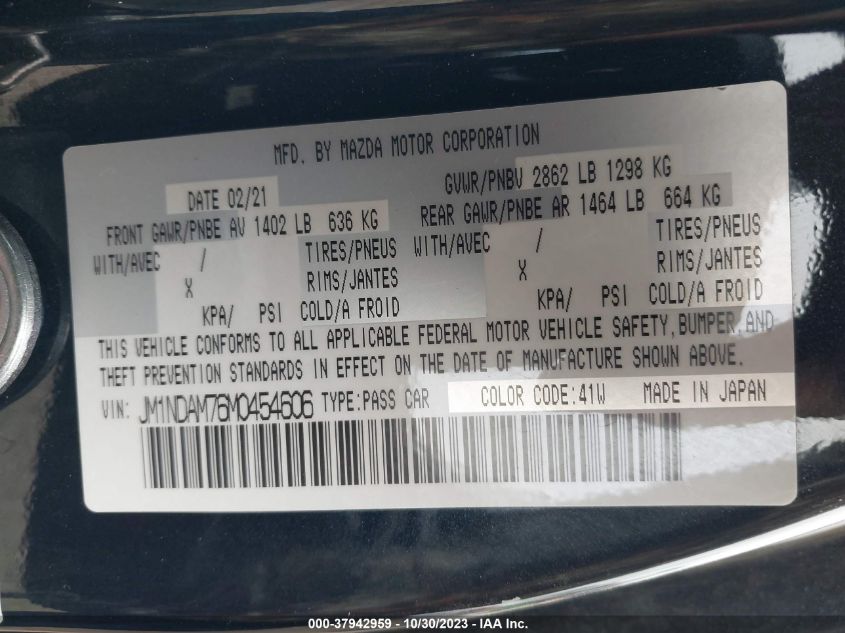 MFD. BY MAZDA MOTOR CORPORATION
DATE 02/21 GVWR/PNBV 2862 LB 1298 KG
FRONT GAWR/PNBE AV 1402 LB 636 KG REAR GAWR/PNBE AR 1464 LB 664 KG
WITH/AVEC / TIRES/PNEUS WITH/AVEC / TIRES/PNEUS
X RIMS/JANTES X RIMS/JANTES
KPA/ PSI COLD/A FROID KPA/ PSI COLD/A FROID
THIS VEHICLE CONFORMS TO ALL APPLICABLE FEDERAL MOTOR VEHICLE SAFETY, BUMPER, AND
THEFT PREVENTION STANDARDS IN EFFECT ON THE DATE OF MANUFACTURE SHOWN ABOVE.
VIN: JM1NDAM76M0454606 TYPE:PASS CAR COLOR CODE:41W MADE IN JAPAN
000-37942959 - 10/30/2023 - IAA Inc.